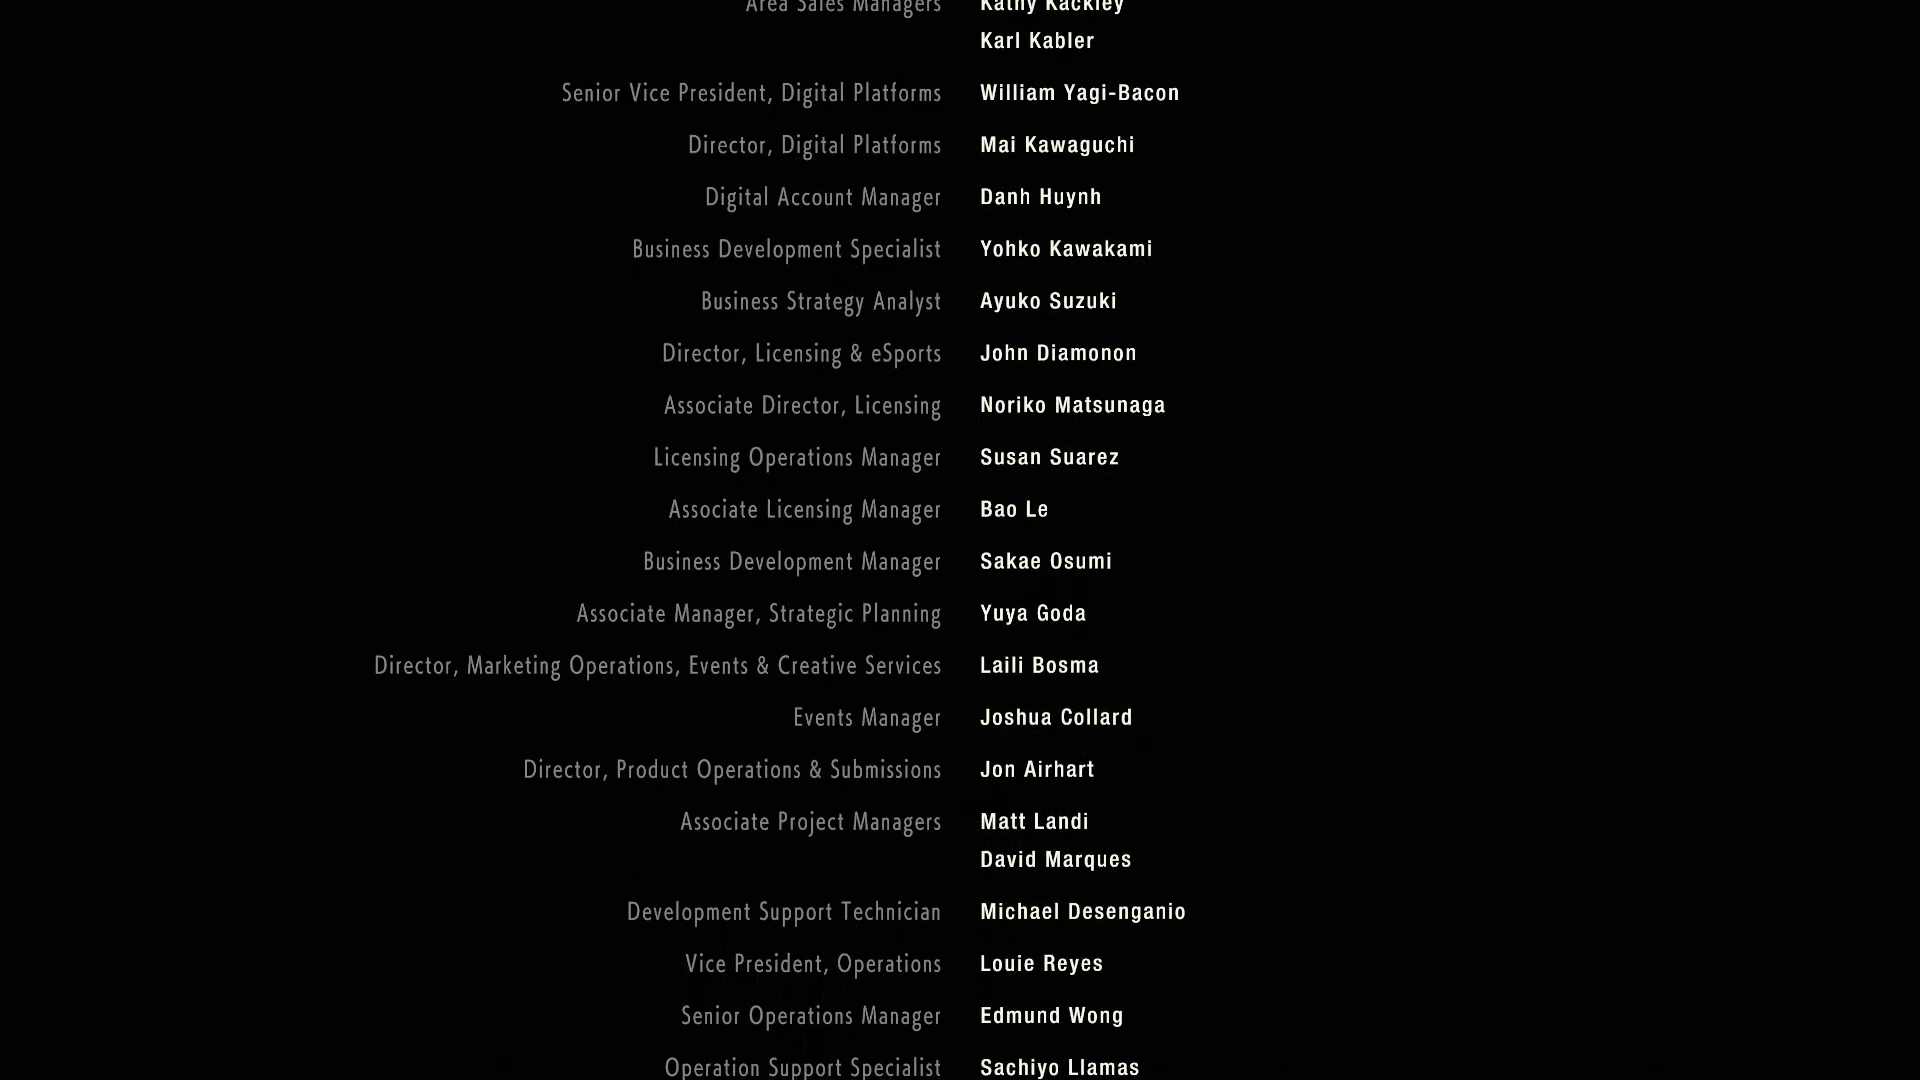 Area Sales Managers Kathy Kackley
Karl Kabler
Senior Vice President, Digital Platforms William Yagi-Bacon
Director, Digital Platforms Mai Kawaguchi
Digital Account Manager Danh Huynh
Business Development Specialist Yohko Kawakami
Business Strategy Analyst Ayuko Suzuki
Director, Licensing & eSports John Diamonon
Associate Director, Licensing Noriko Matsunaga
Licensing Operations Manager Susan Suarez
Associate Licensing Manager Bao Le
Business Development Manager Sakae Osumi
Associate Manager, Strategic Planning Yuya Goda
Director, Marketing Operations, Events & Creative Services Laili Bosma
Events Manager Joshua Collard
Director, Product Operations & Submissions Jon Airhart
Associate Project Managers Matt Landi
David Marques
Development Support Technician Michael Desenganio
Vice President, Operations Louie Reyes
Senior Operations Manager Edmund Wong
Operation Support Specialist Sachiyo Llamas